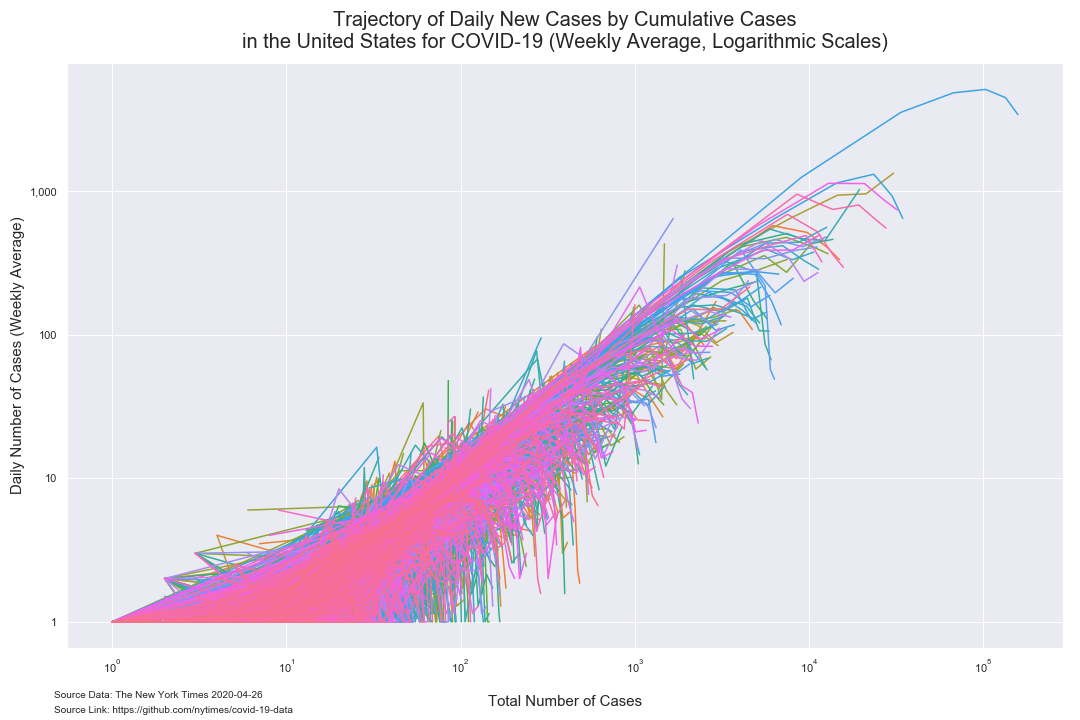 Trajectory of Daily New Cases by Cumulative Cases
in the United States for COVID-19 (Weekly Average, Logarithmic Scales)
Daily Number of Cases (Weekly Average)
1,000
100
10
1
10⁰
10¹
10²
10³
10⁴
10⁵
Total Number of Cases
Source Data: The New York Times 2020-04-26
Source Link: https://github.com/nytimes/covid-19-data